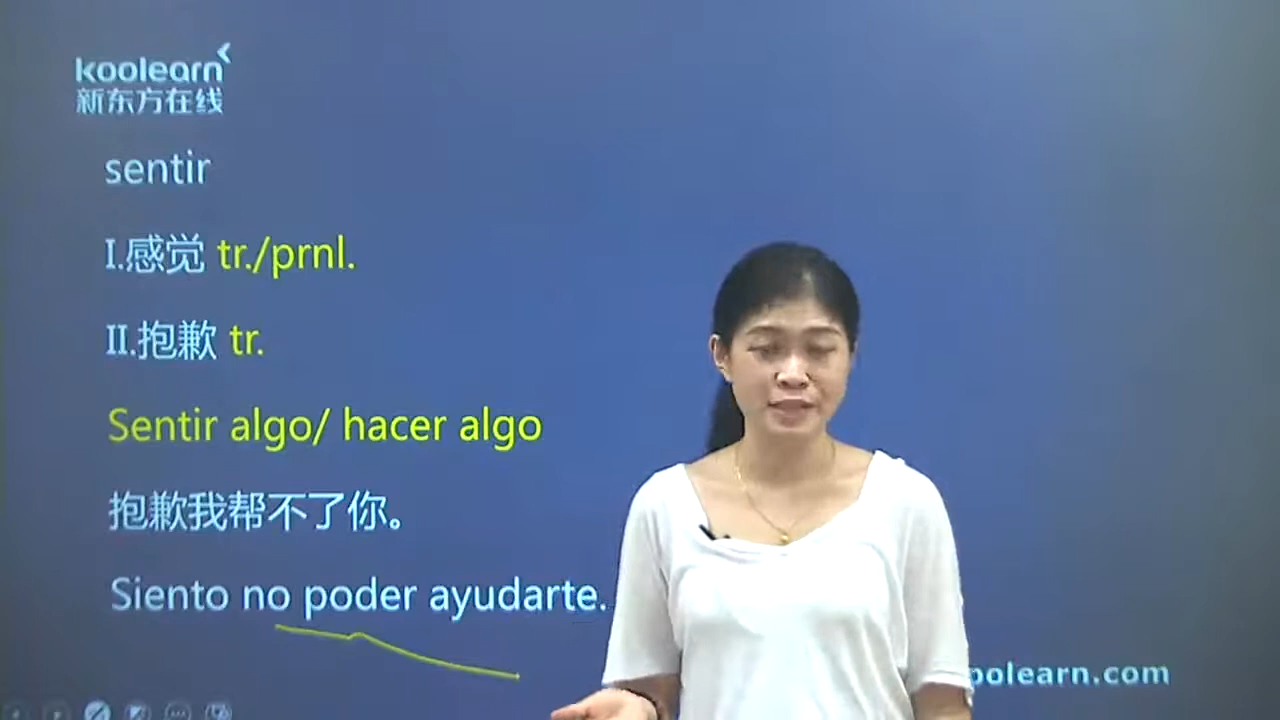 koolearn
新东方在线
sentir
I.感觉 tr./prnl.
II.抱歉 tr.
Sentir algo/ hacer algo
抱歉我帮不了你。
Siento no poder ayudarte.
oolearn.com